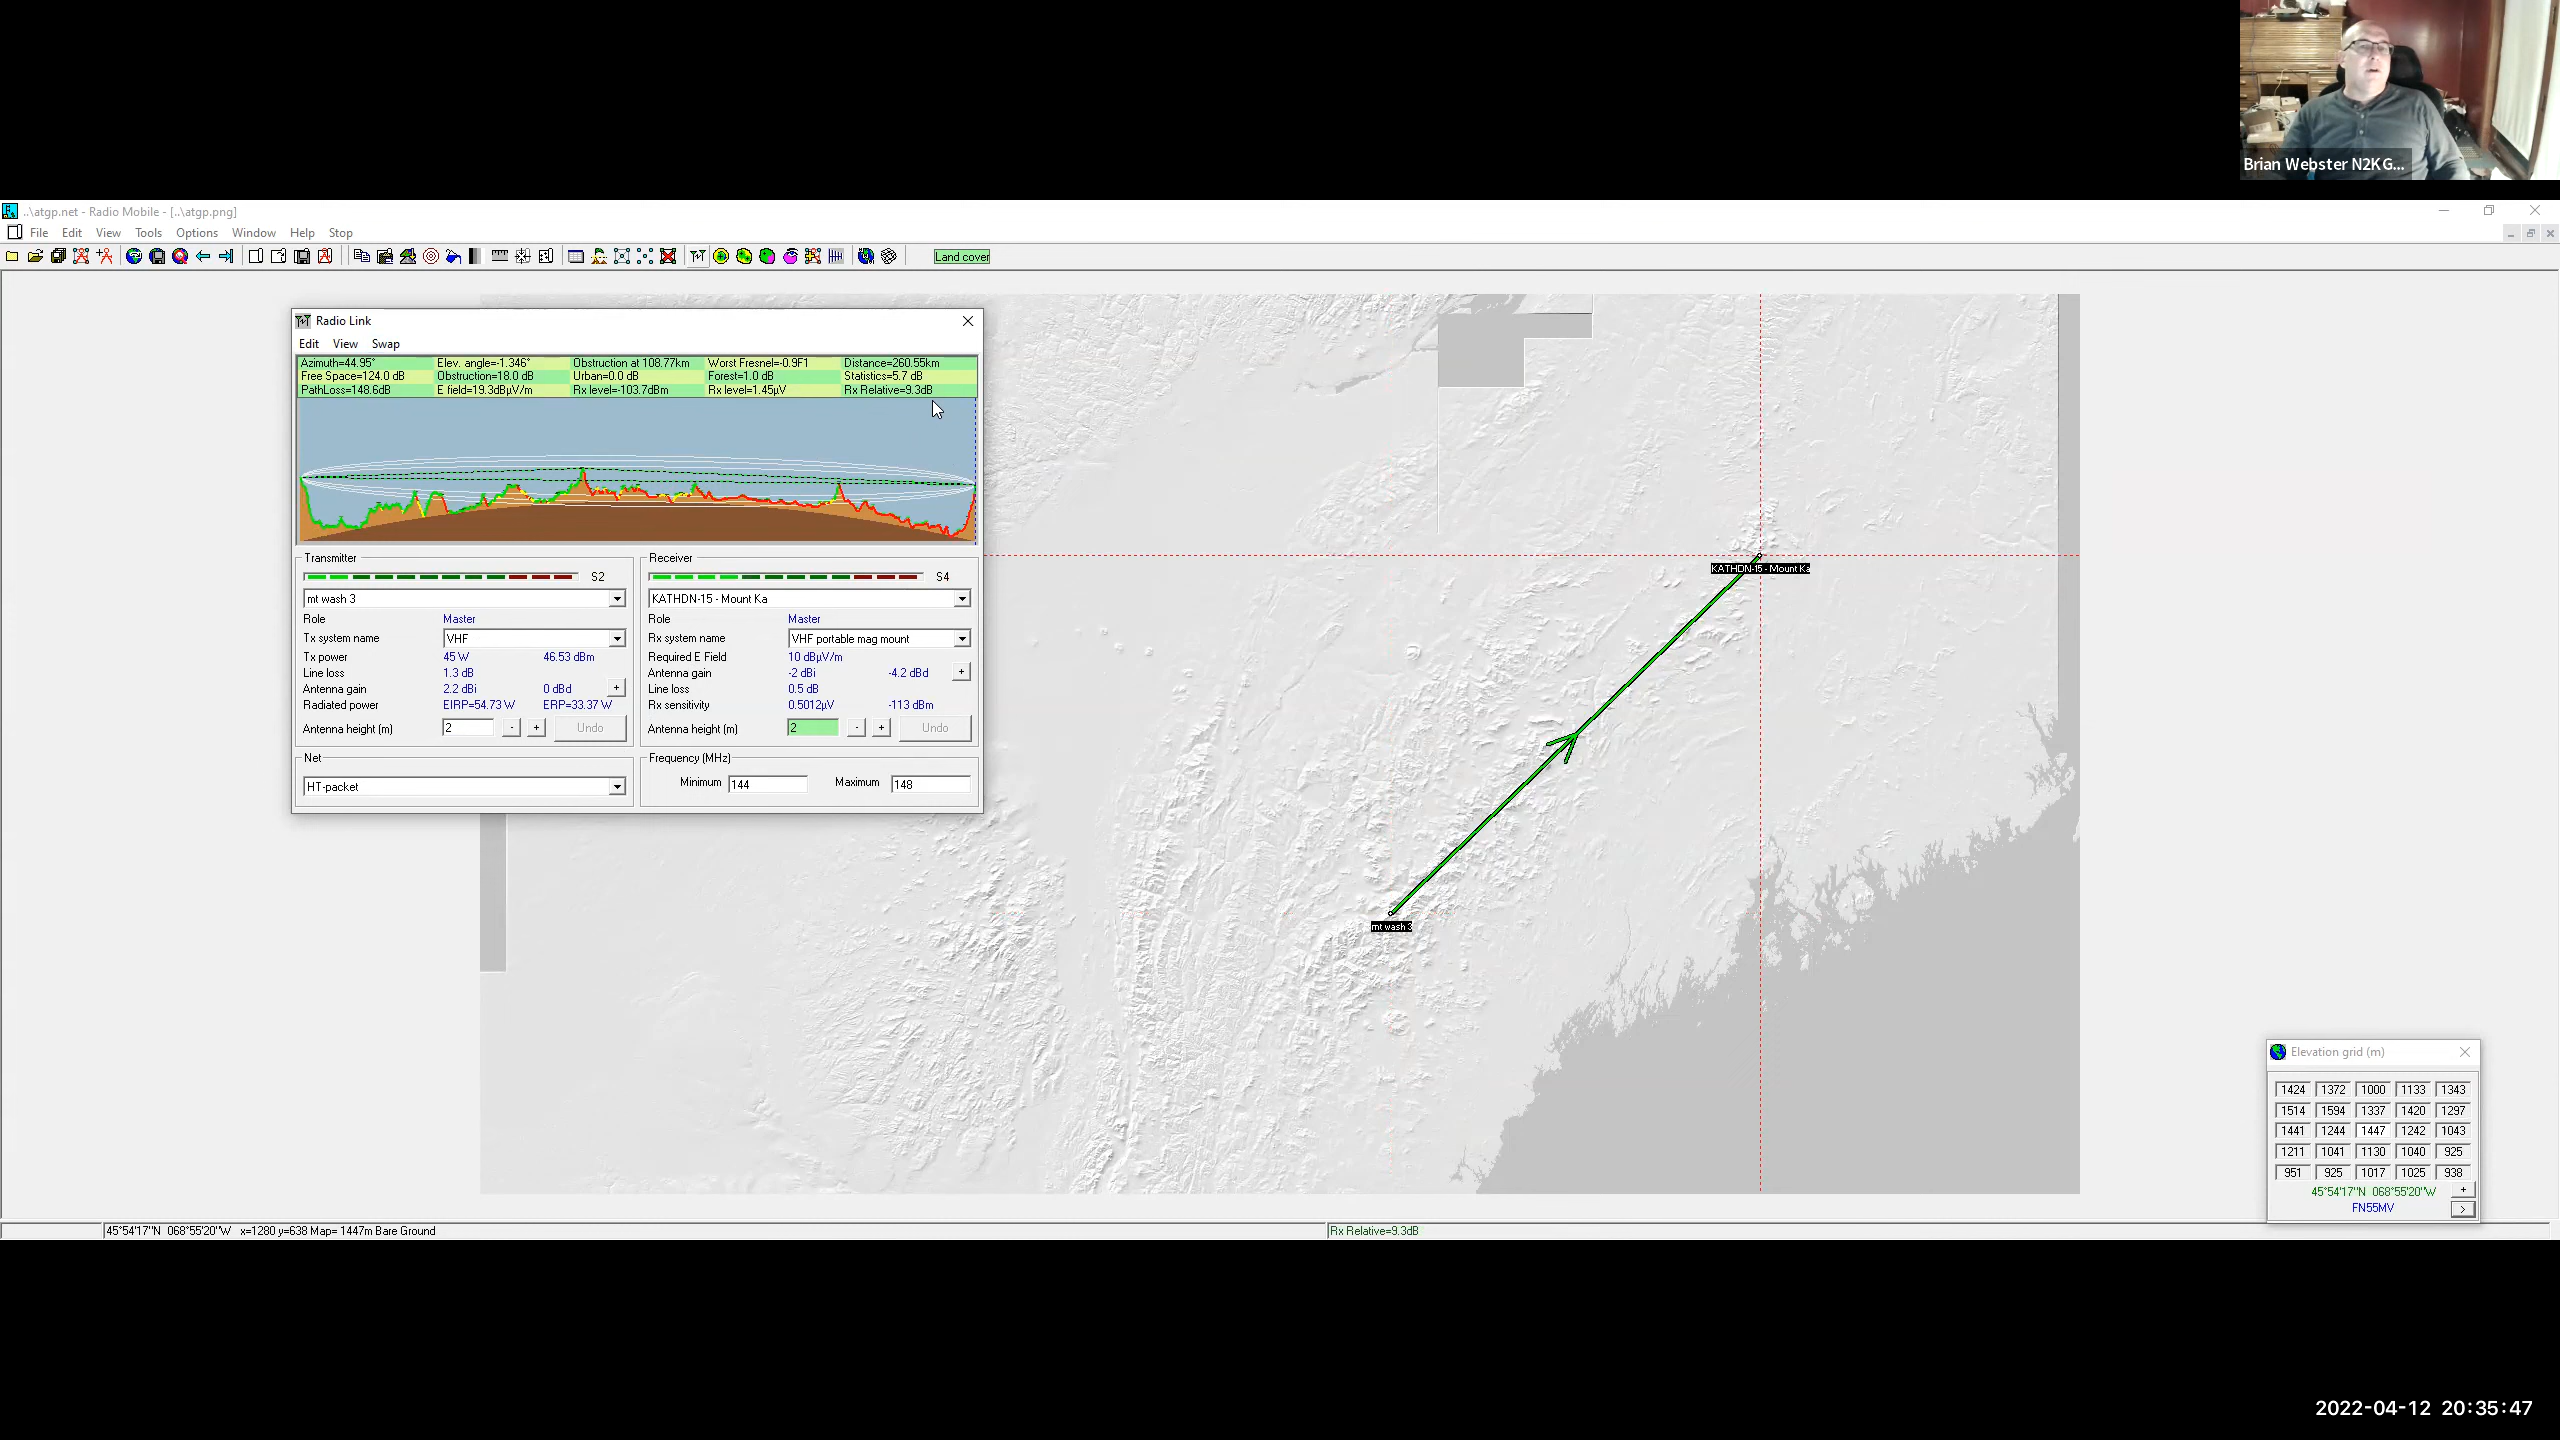 Brian Webster N2KG...
..\atgp.net - Radio Mobile - [..\atgp.png]
File Edit View Tools Options Window Help Stop
Land cover
Radio Link
Edit View Swap
Azimuth=44.95° Elev. angle=-1.346° Obstruction at 108.77km Worst Fresnel=-0.9F1 Distance=260.55km
Free Space=124.0 dB Obstruction=18.0 dB Urban=0.0 dB Forest=1.0 dB Statistics=5.7 dB
PathLoss=148.6dB E field=19.3dBµV/m Rx level=-103.7dBm Rx level=1.45µV Rx Relative=9.3dB
Transmitter
S2
mt wash 3
Role Master
Tx system name VHF
Tx power 45 W 46.53 dBm
Line loss 1.3 dB
Antenna gain 2.2 dBi 0 dBd +
Radiated power EIRP=54.73 W ERP=33.37 W
Antenna height (m) 2 - + Undo
Net
HT-packet
Receiver
S4
KATHDN-15 - Mount Ka
Role Master
Rx system name VHF portable mag mount
Required E Field 10 dBµV/m
Antenna gain -2 dBi -4.2 dBd +
Line loss 0.5 dB
Rx sensitivity 0.5012µV -113 dBm
Antenna height (m) 2 - + Undo
Frequency (MHz)
Minimum 144 Maximum 148
KATHDN-15 - Mount Ka
mt wash 3
Elevation grid (m)
1424 1372 1000 1133 1343
1514 1594 1337 1420 1297
1441 1244 1447 1242 1043
1211 1041 1130 1040 925
951 925 1017 1025 938
45°54'17"N 068°55'20"W +
FN55MV >
45°54'17"N 068°55'20"W x=1280 y=638 Map= 1447m Bare Ground
Rx Relative=9.3dB
2022-04-12 20:35:47